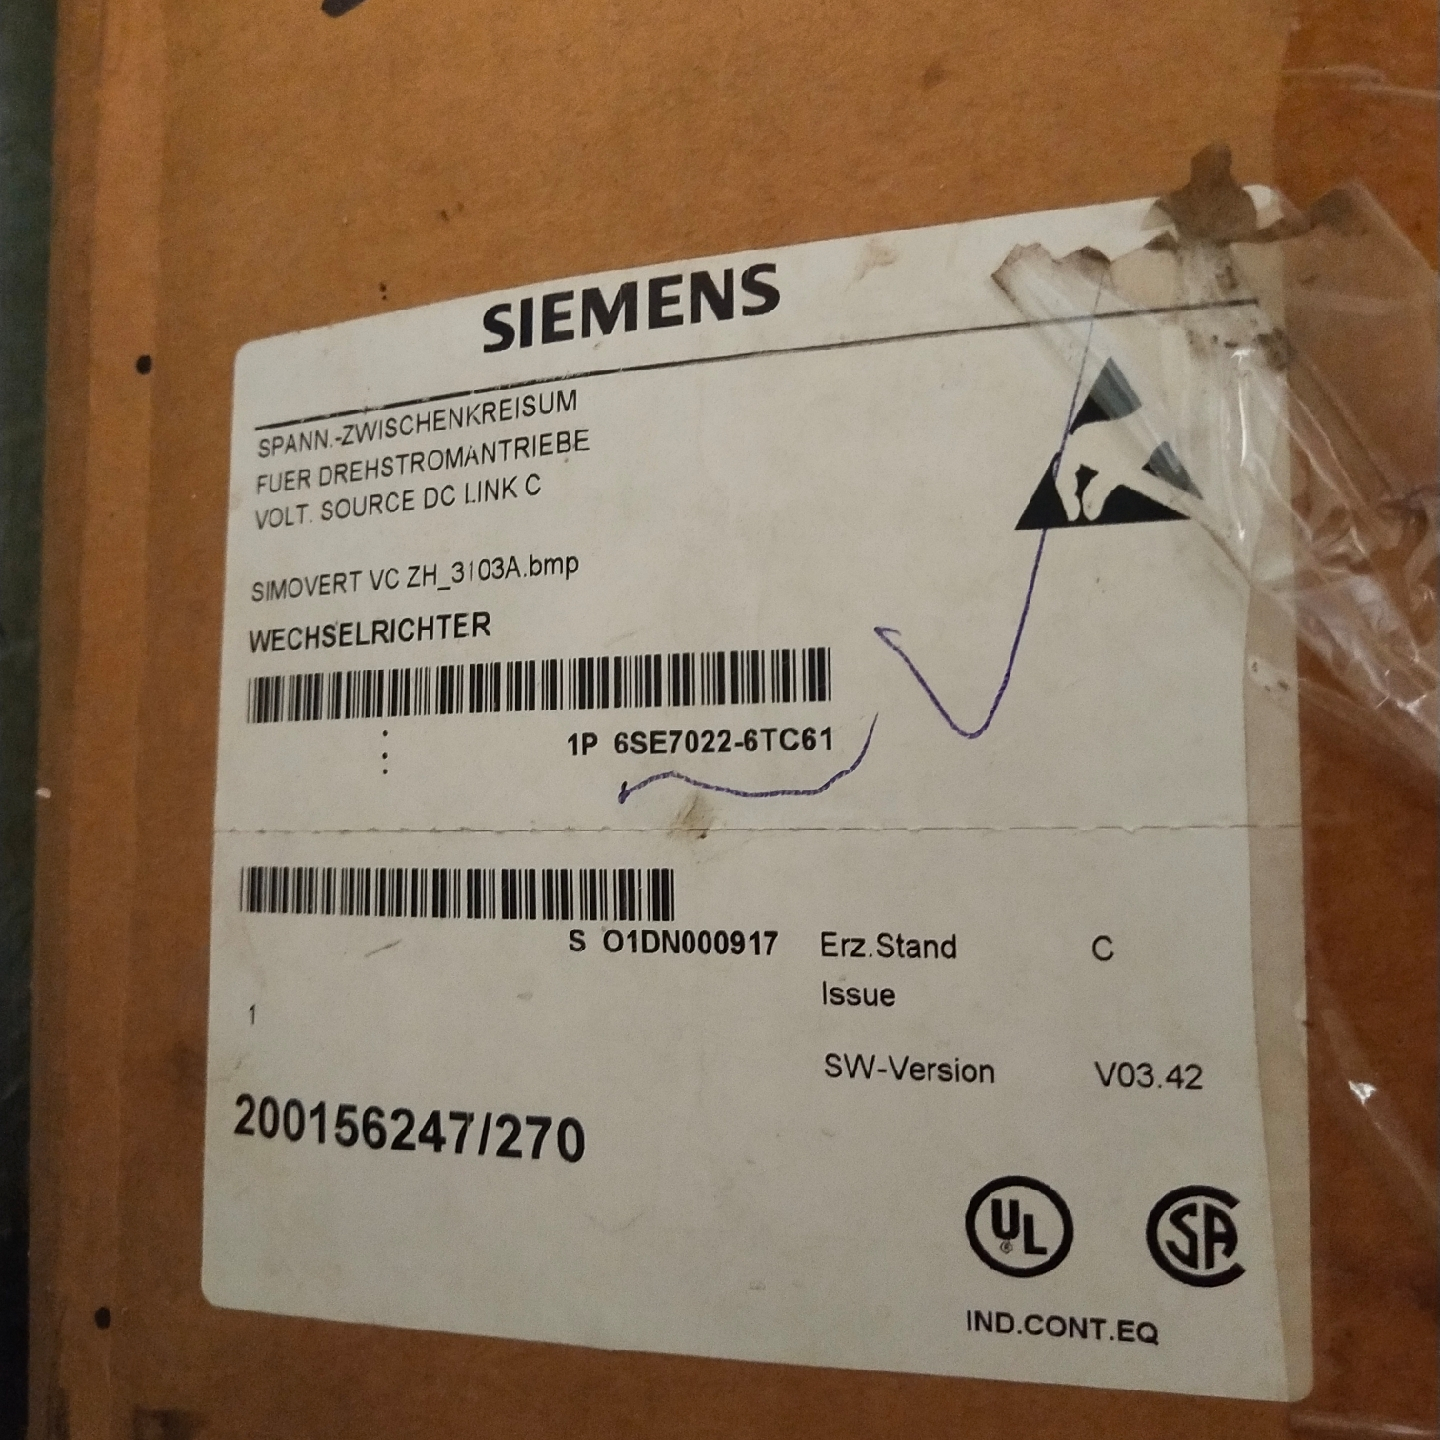 SIEMENS
SPANN.-ZWISCHENKREISUM
FUER DREHSTROMANTRIEBE
VOLT. SOURCE DC LINK C
SIMOVERT VC ZH_3103A.bmp
WECHSELRICHTER
1P 6SE7022-6TC61
S O1DN000917
Erz.Stand C
Issue
1
SW-Version V03.42
200156247/270
UL ®
SA
IND.CONT.EQ